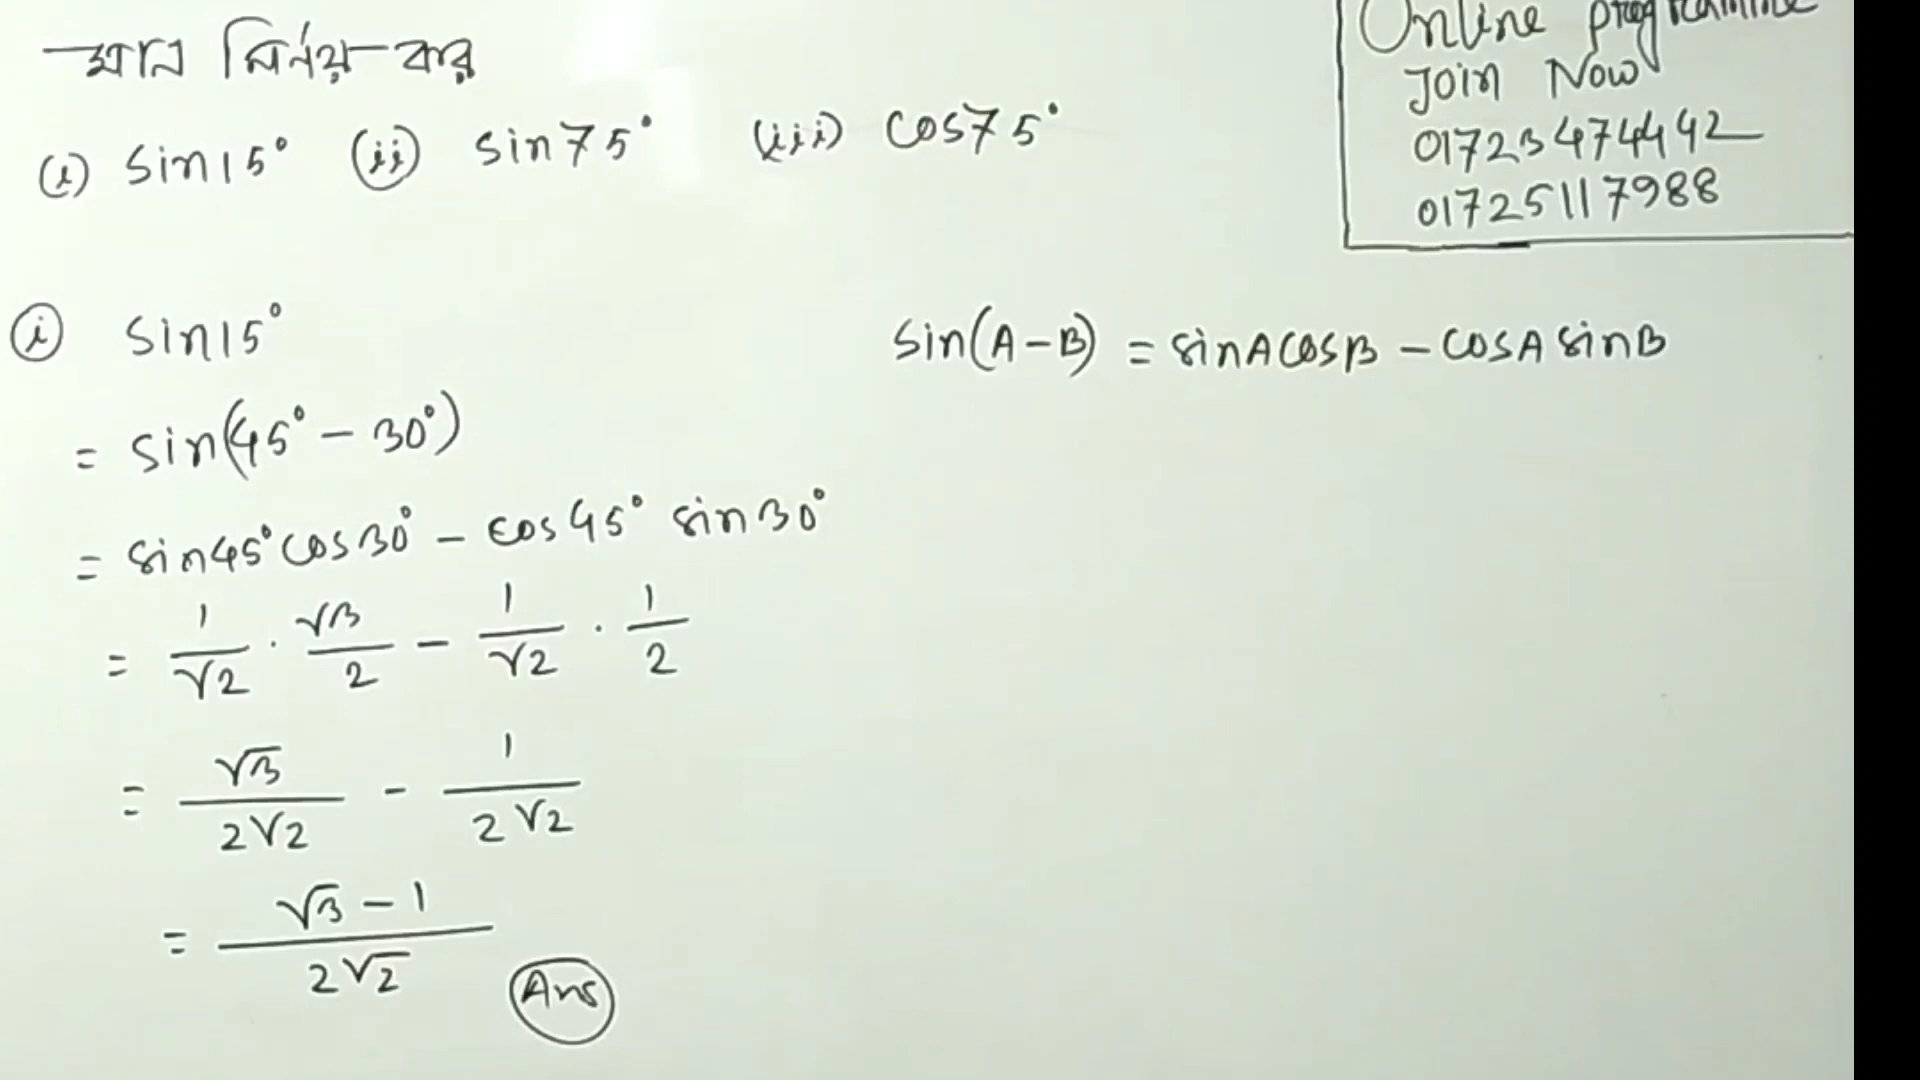 মান নির্ণয় কর
(i) sin15° (ii) sin75° (iii) cos75°
Online programme
Join Now
01723474442
01725117988
(i) sin15°
= sin(45° - 30°)
= sin45° cos30° - cos45° sin30°
= 1/√2 · √3/2 - 1/√2 · 1/2
= √3/2√2 - 1/2√2
= √3 - 1/2√2 Ans
sin(A-B) = sinAcosB - cosAsinB